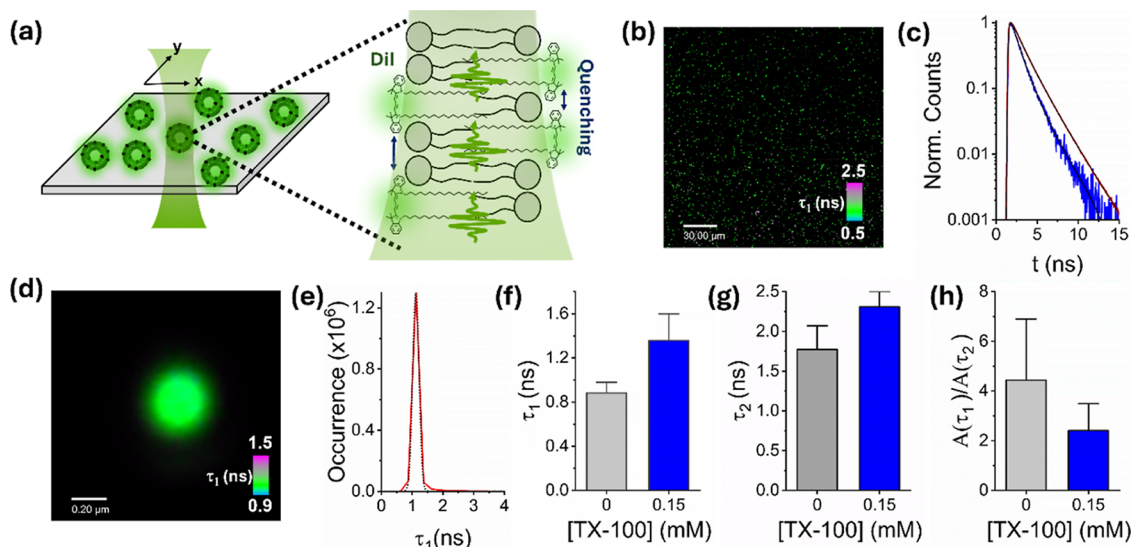 (a)
y
x
DiI
Quenching
(b)
2.5
τ1 (ns)
0.5
30.00 µm
(c)
Norm. Counts
1
0.1
0.01
0.001
0 5 10 15
t (ns)
(d)
1.5
τ1 (ns)
0.9
0.20 µm
(e)
Occurrence (x10⁶)
1.2
0.8
0.4
0.0
0 1 2 3 4
τ1(ns)
(f)
τ1 (ns)
1.6
1.2
0.8
0.4
0.0
0 0.15
[TX-100] (mM)
(g)
τ2 (ns)
2.5
2.0
1.5
1.0
0.5
0.0
0 0.15
[TX-100] (mM)
(h)
A(τ1)/A(τ2)
8
6
4
2
0
0 0.15
[TX-100] (mM)